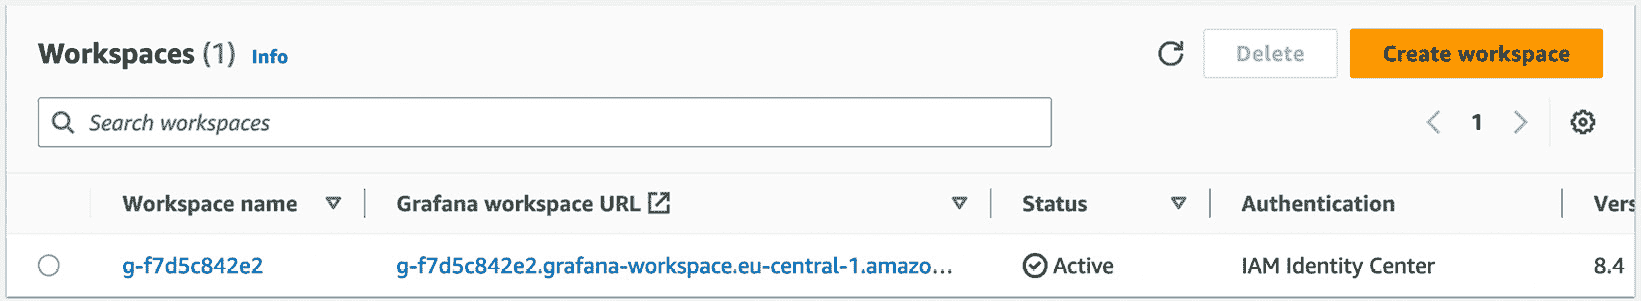 Workspaces (1) Info Delete Create workspace
Search workspaces 1
Workspace name Grafana workspace URL Status Authentication Vers
g-f7d5c842e2 g-f7d5c842e2.grafana-workspace.eu-central-1.amazo... Active IAM Identity Center 8.4